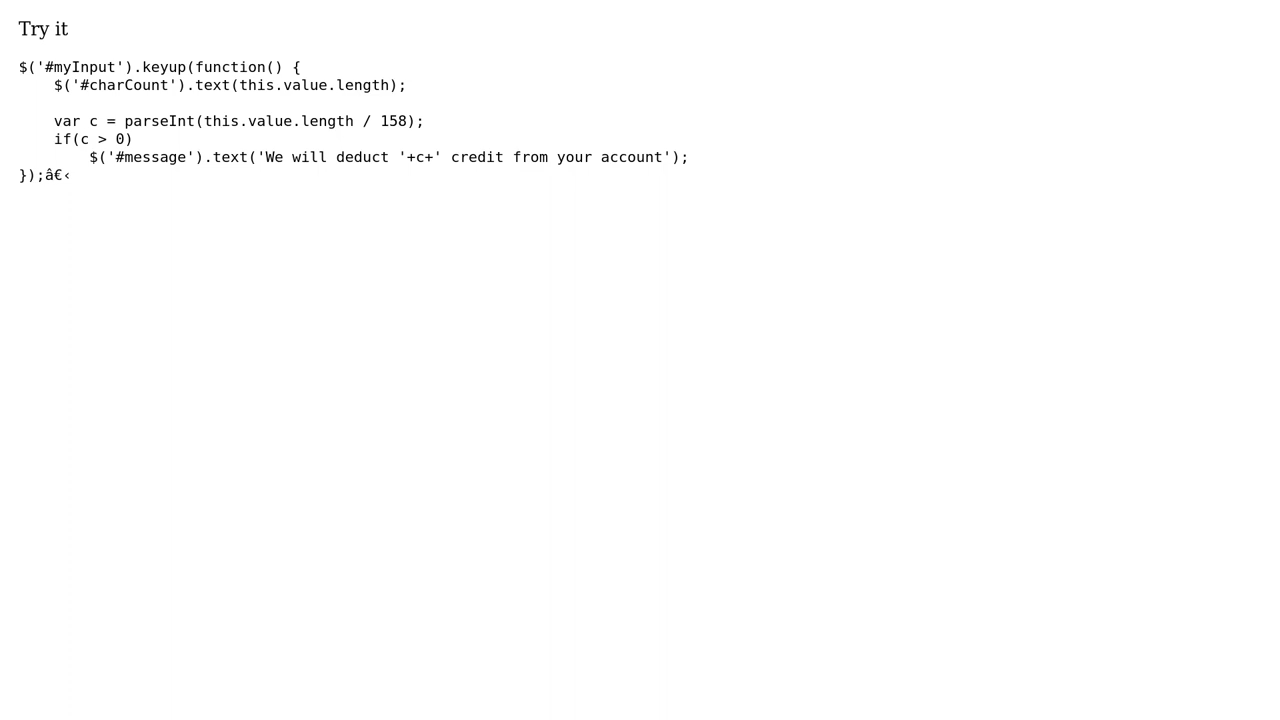 Try it
$('#myInput').keyup(function() {
    $('#charCount').text(this.value.length);
    var c = parseInt(this.value.length / 158);
    if(c > 0)
        $('#message').text('We will deduct '+c+' credit from your account');
});â€‹